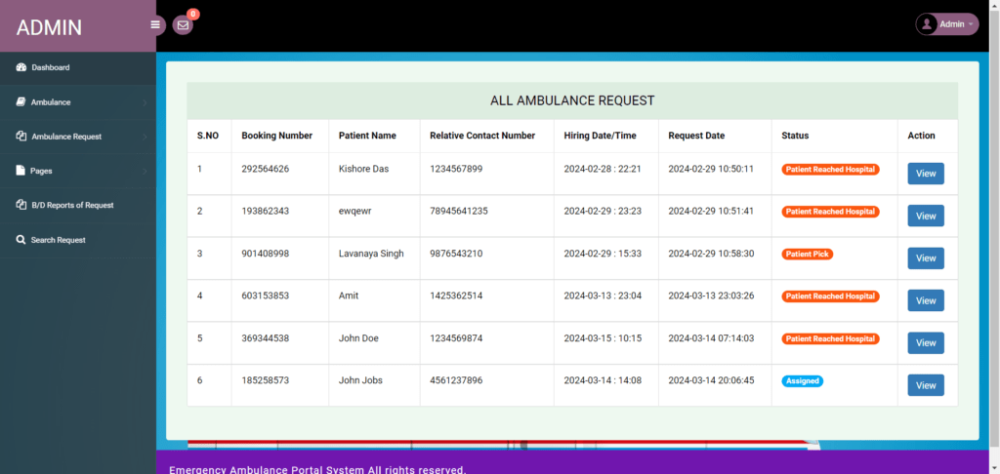 ADMIN
0
Admin
Dashboard
Ambulance
Ambulance Request
Pages
B/D Reports of Request
Search Request
ALL AMBULANCE REQUEST
S.NO Booking Number Patient Name Relative Contact Number Hiring Date/Time Request Date Status Action
1 292564626 Kishore Das 1234567899 2024-02-28 : 22:21 2024-02-29 10:50:11 Patient Reached Hospital View
2 193862343 ewqewr 78945641235 2024-02-29 : 23:23 2024-02-29 10:51:41 Patient Reached Hospital View
3 901408998 Lavanaya Singh 9876543210 2024-02-29 : 15:33 2024-02-29 10:58:30 Patient Pick View
4 603153853 Amit 1425362514 2024-03-13 : 23:04 2024-03-13 23:03:26 Patient Reached Hospital View
5 369344538 John Doe 1234569874 2024-03-15 : 10:15 2024-03-14 07:14:03 Patient Reached Hospital View
6 185258573 John Jobs 4561237896 2024-03-14 : 14:08 2024-03-14 20:06:45 Assigned View
Emergency Ambulance Portal System All rights reserved.